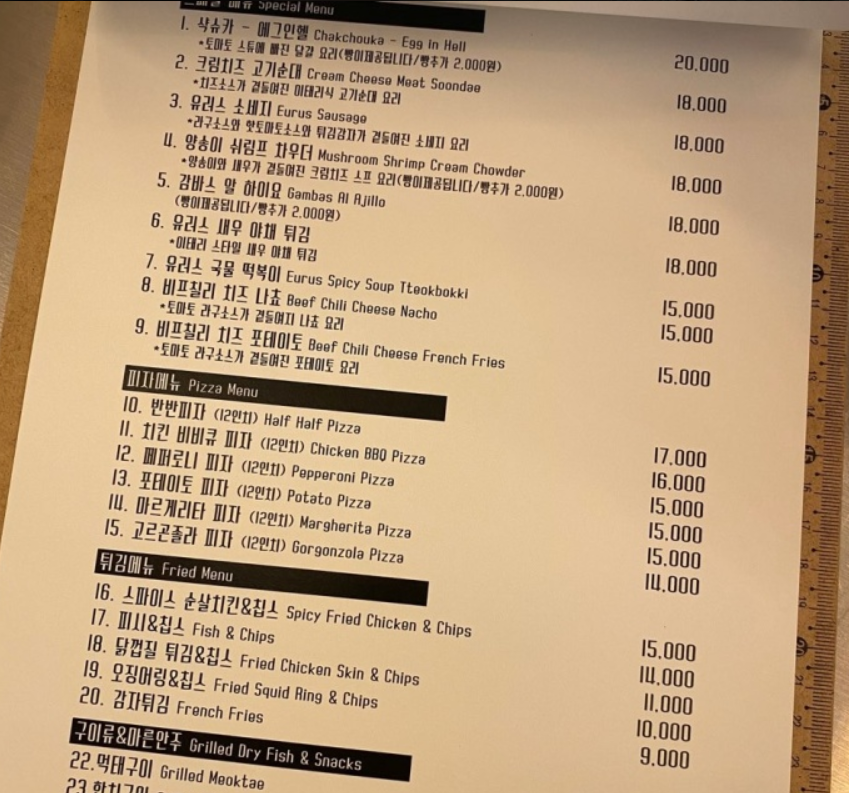 스페셜 메뉴 Special Menu
1. 샥슈카 - 에그인헬 Chakchouka - Egg in Hell 20.000
*토마토 스튜에 빠진 달걀 요리(빵이제공됩니다/빵추가 2.000원)
2. 크림치즈 고기순대 Cream Cheese Meat Soondae 18.000
*치즈소스가 곁들여진 이태리식 고기순대 요리
3. 유러스 소세지 Eurus Sausage 18.000
*라구소스와 핫토마토소스와 튀김감자가 곁들여진 소세지 요리
4. 양송이 쉬림프 차우더 Mushroom Shrimp Cream Chowder 18.000
*양송이와 새우가 곁들여진 크림치즈 스프 요리(빵이제공됩니다/빵추가 2.000원)
5. 감바스 알 하이요 Gambas Al Ajillo 18.000
(빵이제공됩니다/빵추가 2.000원)
6. 유러스 새우 야채 튀김 18.000
*이태리 스타일 새우 야채 튀김
7. 유러스 국물 떡볶이 Eurus Spicy Soup Tteokbokki 15.000
8. 비프칠리 치즈 나쵸 Beef Chili Cheese Nacho 15.000
*토마토 라구소스가 곁들여지 나쵸 요리
9. 비프칠리 치즈 포테이토 Beef Chili Cheese French Fries 15.000
*토마토 라구소스가 곁들여진 포테이토 요리
피자메뉴 Pizza Menu
10. 반반피자 (12인치) Half Half Pizza 17.000
11. 치킨 비비큐 피자 (12인치) Chicken BBQ Pizza 16.000
12. 페퍼로니 피자 (12인치) Pepperoni Pizza 15.000
13. 포테이토 피자 (12인치) Potato Pizza 15.000
14. 마르게리타 피자 (12인치) Margherita Pizza 15.000
15. 고르곤졸라 피자 (12인치) Gorgonzola Pizza 14.000
튀김메뉴 Fried Menu
16. 스파이스 순살치킨&칩스 Spicy Fried Chicken & Chips 15.000
17. 피시&칩스 Fish & Chips 14.000
18. 닭껍질 튀김&칩스 Fried Chicken Skin & Chips 11.000
19. 오징어링&칩스 Fried Squid Ring & Chips 10.000
20. 감자튀김 French Fries 9.000
구이류&마른안주 Grilled Dry Fish & Snacks
22.먹태구이 Grilled Meoktae